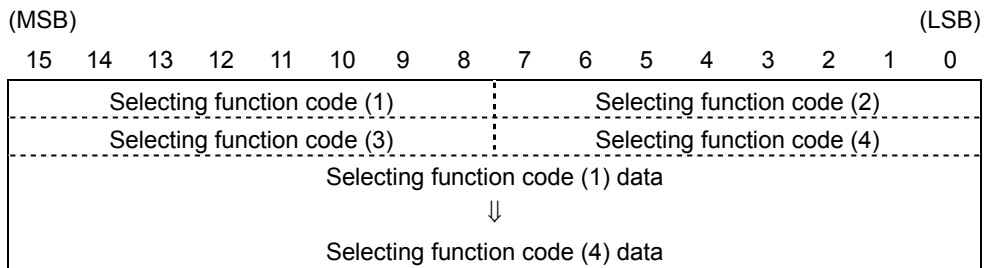 (MSB) (LSB)
15 14 13 12 11 10 9 8 7 6 5 4 3 2 1 0
Selecting function code (1) Selecting function code (2)
Selecting function code (3) Selecting function code (4)
Selecting function code (1) data
⇓
Selecting function code (4) data